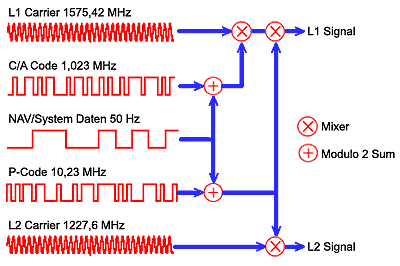 L1 Carrier 1575,42 MHz
L1 Signal
C/A Code 1,023 MHz
NAV/System Daten 50 Hz
Mixer
Modulo 2 Sum
P-Code 10,23 MHz
L2 Carrier 1227,6 MHz
L2 Signal